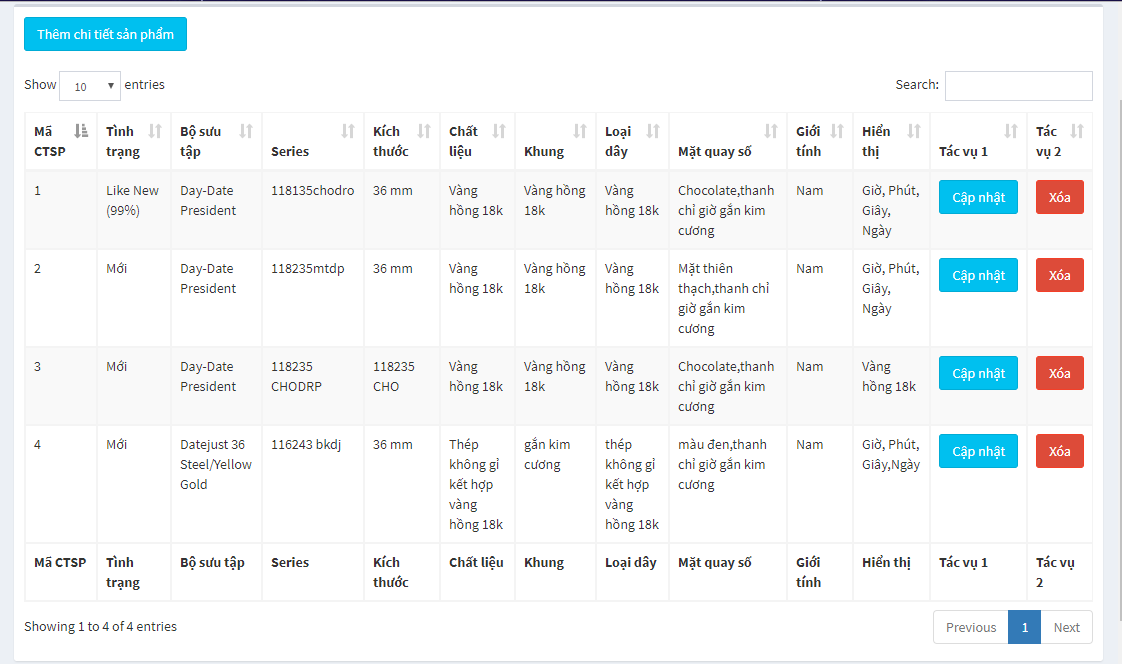 Thêm chi tiết sản phẩm
Show 10 entries
Search:
Mã CTSP
Tình trạng
Bộ sưu tập
Series
Kích thước
Chất liệu
Khung
Loại dây
Mặt quay số
Giới tính
Hiển thị
Tác vụ 1
Tác vụ 2
1
Like New (99%)
Day-Date President
118135chodro
36 mm
Vàng hồng 18k
Vàng hồng 18k
Vàng hồng 18k
Chocolate,thanh chỉ giờ gắn kim cương
Nam
Giờ, Phút, Giây, Ngày
Cập nhật
Xóa
2
Mới
Day-Date President
118235mtdp
36 mm
Vàng hồng 18k
Vàng hồng 18k
Vàng hồng 18k
Mặt thiên thạch,thanh chỉ giờ gắn kim cương
Nam
Giờ, Phút, Giây, Ngày
Cập nhật
Xóa
3
Mới
Day-Date President
118235 CHODRP
118235 CHO
Vàng hồng 18k
Vàng hồng 18k
Vàng hồng 18k
Chocolate,thanh chỉ giờ gắn kim cương
Nam
Vàng hồng 18k
Cập nhật
Xóa
4
Mới
Datejust 36 Steel/Yellow Gold
116243 bkdj
36 mm
Thép không gỉ kết hợp vàng hồng 18k
gắn kim cương
thép không gỉ kết hợp vàng hồng 18k
màu đen,thanh chỉ giờ gắn kim cương
Nam
Giờ, Phút, Giây,Ngày
Cập nhật
Xóa
Mã CTSP
Tình trạng
Bộ sưu tập
Series
Kích thước
Chất liệu
Khung
Loại dây
Mặt quay số
Giới tính
Hiển thị
Tác vụ 1
Tác vụ 2
Showing 1 to 4 of 4 entries
Previous 1 Next